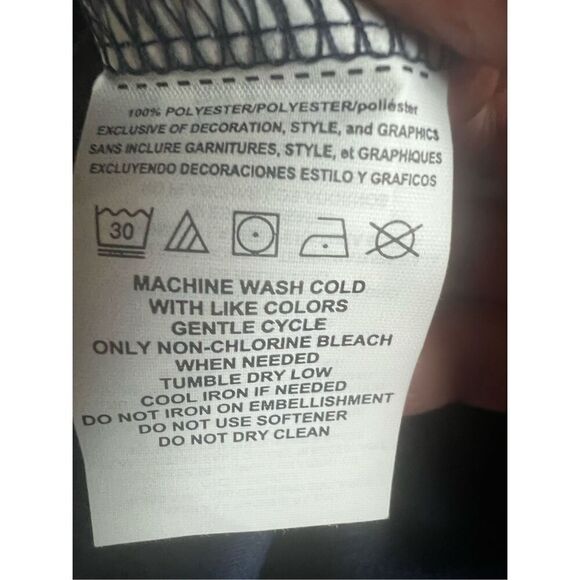 100% POLYESTER/POLYESTER/poliéster
EXCLUSIVE OF DECORATION, STYLE, and GRAPHICS
SANS INCLURE GARNITURES, STYLE, et GRAPHIQUES
EXCLUYENDO DECORACIONES ESTILO Y GRAFICOS
30
MACHINE WASH COLD
WITH LIKE COLORS
GENTLE CYCLE
ONLY NON-CHLORINE BLEACH
WHEN NEEDED
TUMBLE DRY LOW
COOL IRON IF NEEDED
DO NOT IRON ON EMBELLISHMENT
DO NOT USE SOFTENER
DO NOT DRY CLEAN